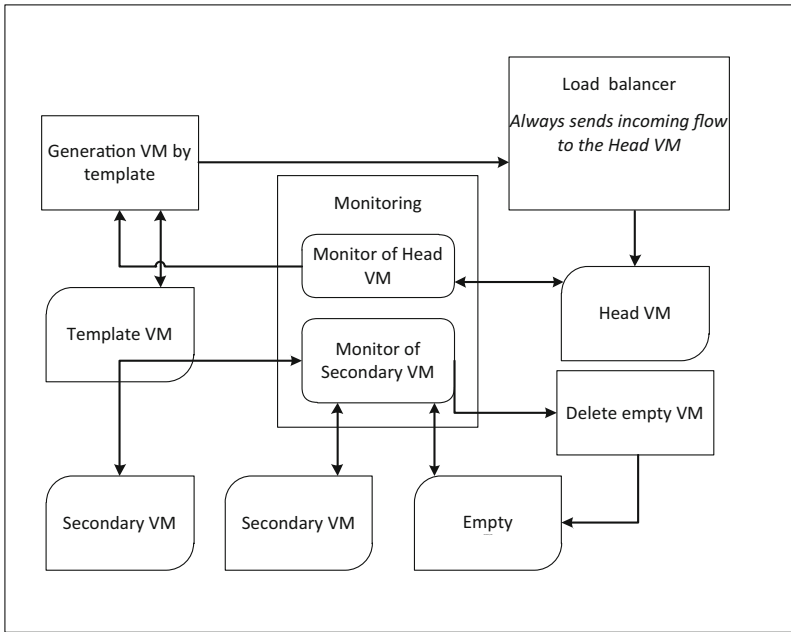 Load balancer
Always sends incoming flow
to the Head VM
Generation VM by
template
Monitoring
Monitor of Head
VM
Head VM
Template VM
Monitor of
Secondary VM
Delete empty VM
Secondary VM
Secondary VM
Empty